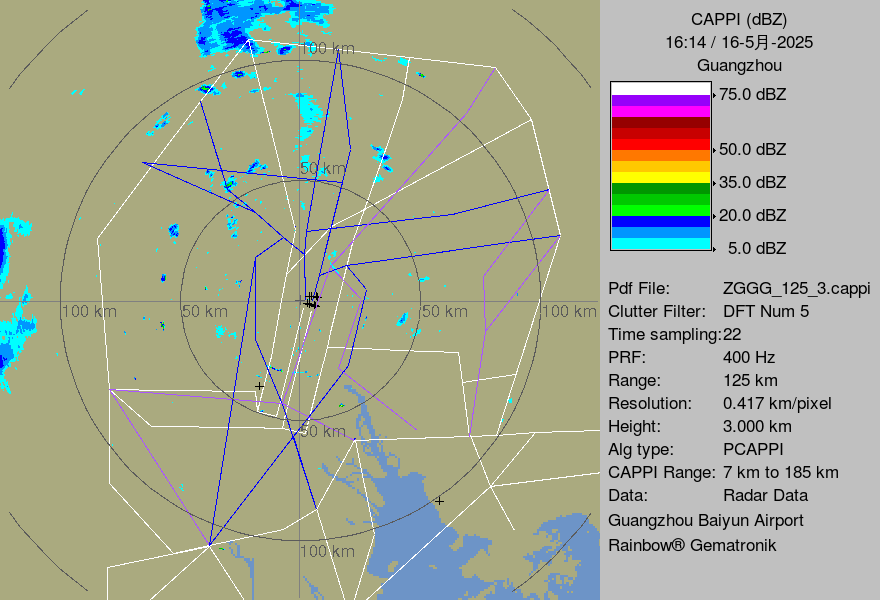 CAPPI (dBZ)
16:14 / 16-5月-2025
Guangzhou
75.0 dBZ
50.0 dBZ
35.0 dBZ
20.0 dBZ
5.0 dBZ
Pdf File: ZGGG_125_3.cappi
Clutter Filter: DFT Num 5
Time sampling:22
PRF: 400 Hz
Range: 125 km
Resolution: 0.417 km/pixel
Height: 3.000 km
Alg type: PCAPPI
CAPPI Range: 7 km to 185 km
Data: Radar Data
Guangzhou Baiyun Airport
Rainbow® Gematronik
100 km
50 km
100 km
50 km
50 km
100 km
50 km
100 km